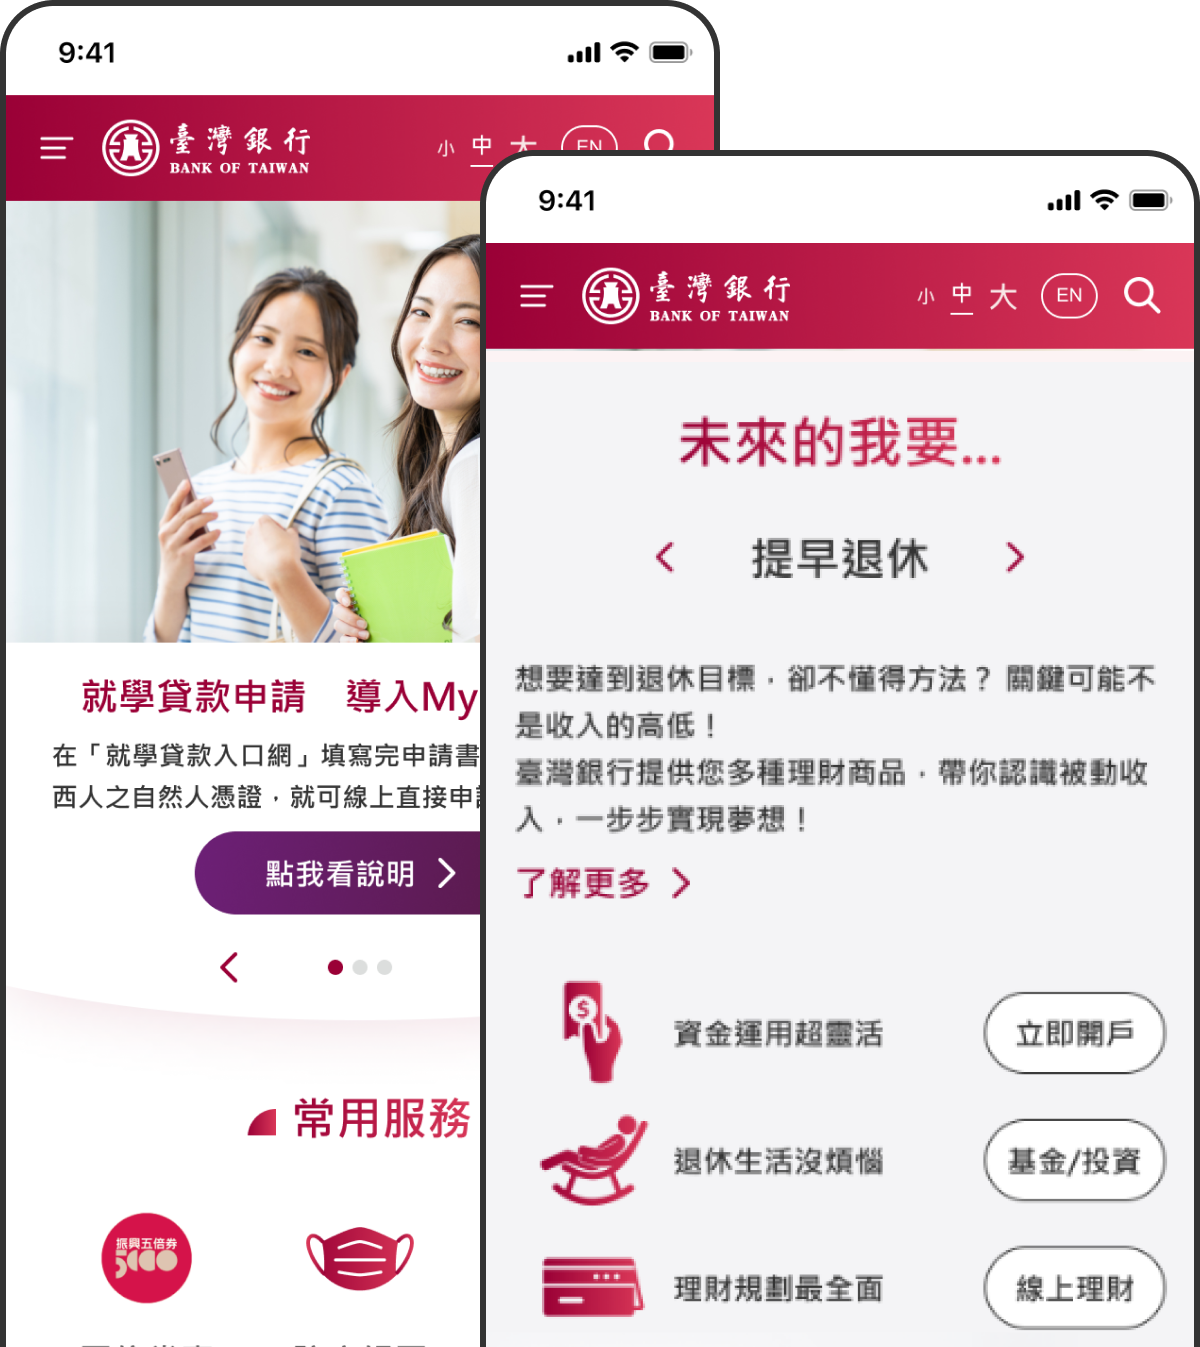 9:41
臺灣銀行
BANK OF TAIWAN
小 中 大 EN
就學貸款申請 導入My
在「就學貸款入口網」填寫完申請書
西人之自然人憑證，就可線上直接申
點我看說明
常用服務
振興五倍券
5000
9:41
臺灣銀行
BANK OF TAIWAN
小 中 大 EN
未來的我要...
提早退休
想要達到退休目標，卻不懂得方法？ 關鍵可能不
是收入的高低！
臺灣銀行提供您多種理財商品，帶你認識被動收
入，一步步實現夢想！
了解更多
資金運用超靈活
立即開戶
退休生活沒煩惱
基金/投資
理財規劃最全面
線上理財